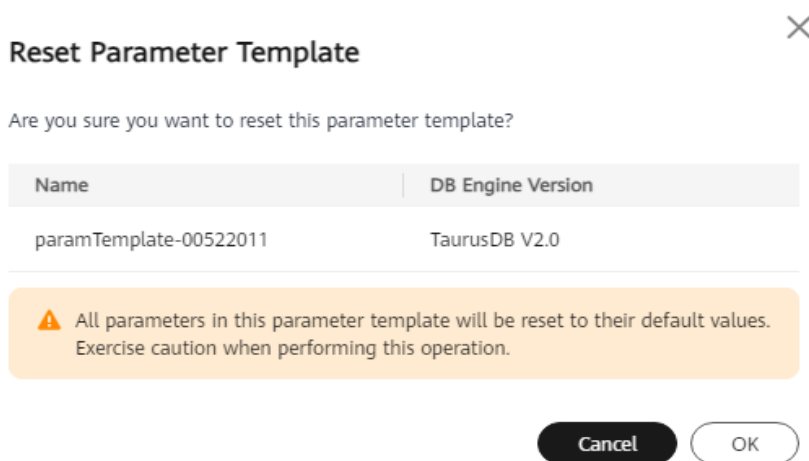 Reset Parameter Template
Are you sure you want to reset this parameter template?
Name DB Engine Version
paramTemplate-00522011 TaurusDB V2.0
All parameters in this parameter template will be reset to their default values.
Exercise caution when performing this operation.
Cancel OK